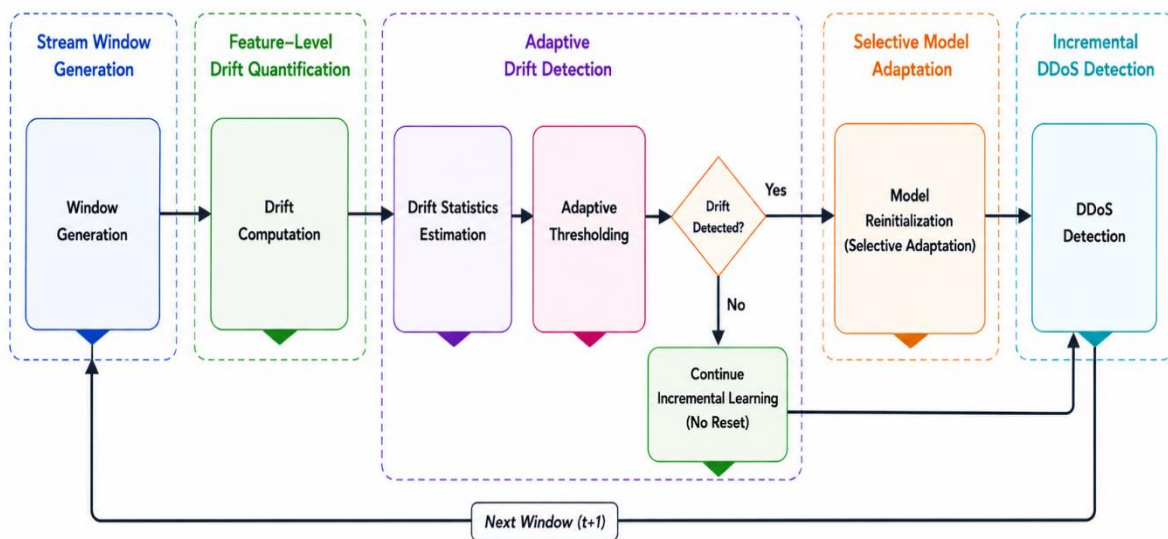 Stream Window
Generation
Feature–Level
Drift Quantification
Adaptive
Drift Detection
Selective Model
Adaptation
Incremental
DDoS Detection
Window
Generation
Drift
Computation
Drift Statistics
Estimation
Adaptive
Thresholding
Drift
Detected?
Yes
No
Model
Reinitialization
(Selective Adaptation)
DDoS
Detection
Continue
Incremental Learning
(No Reset)
Next Window (t+1)